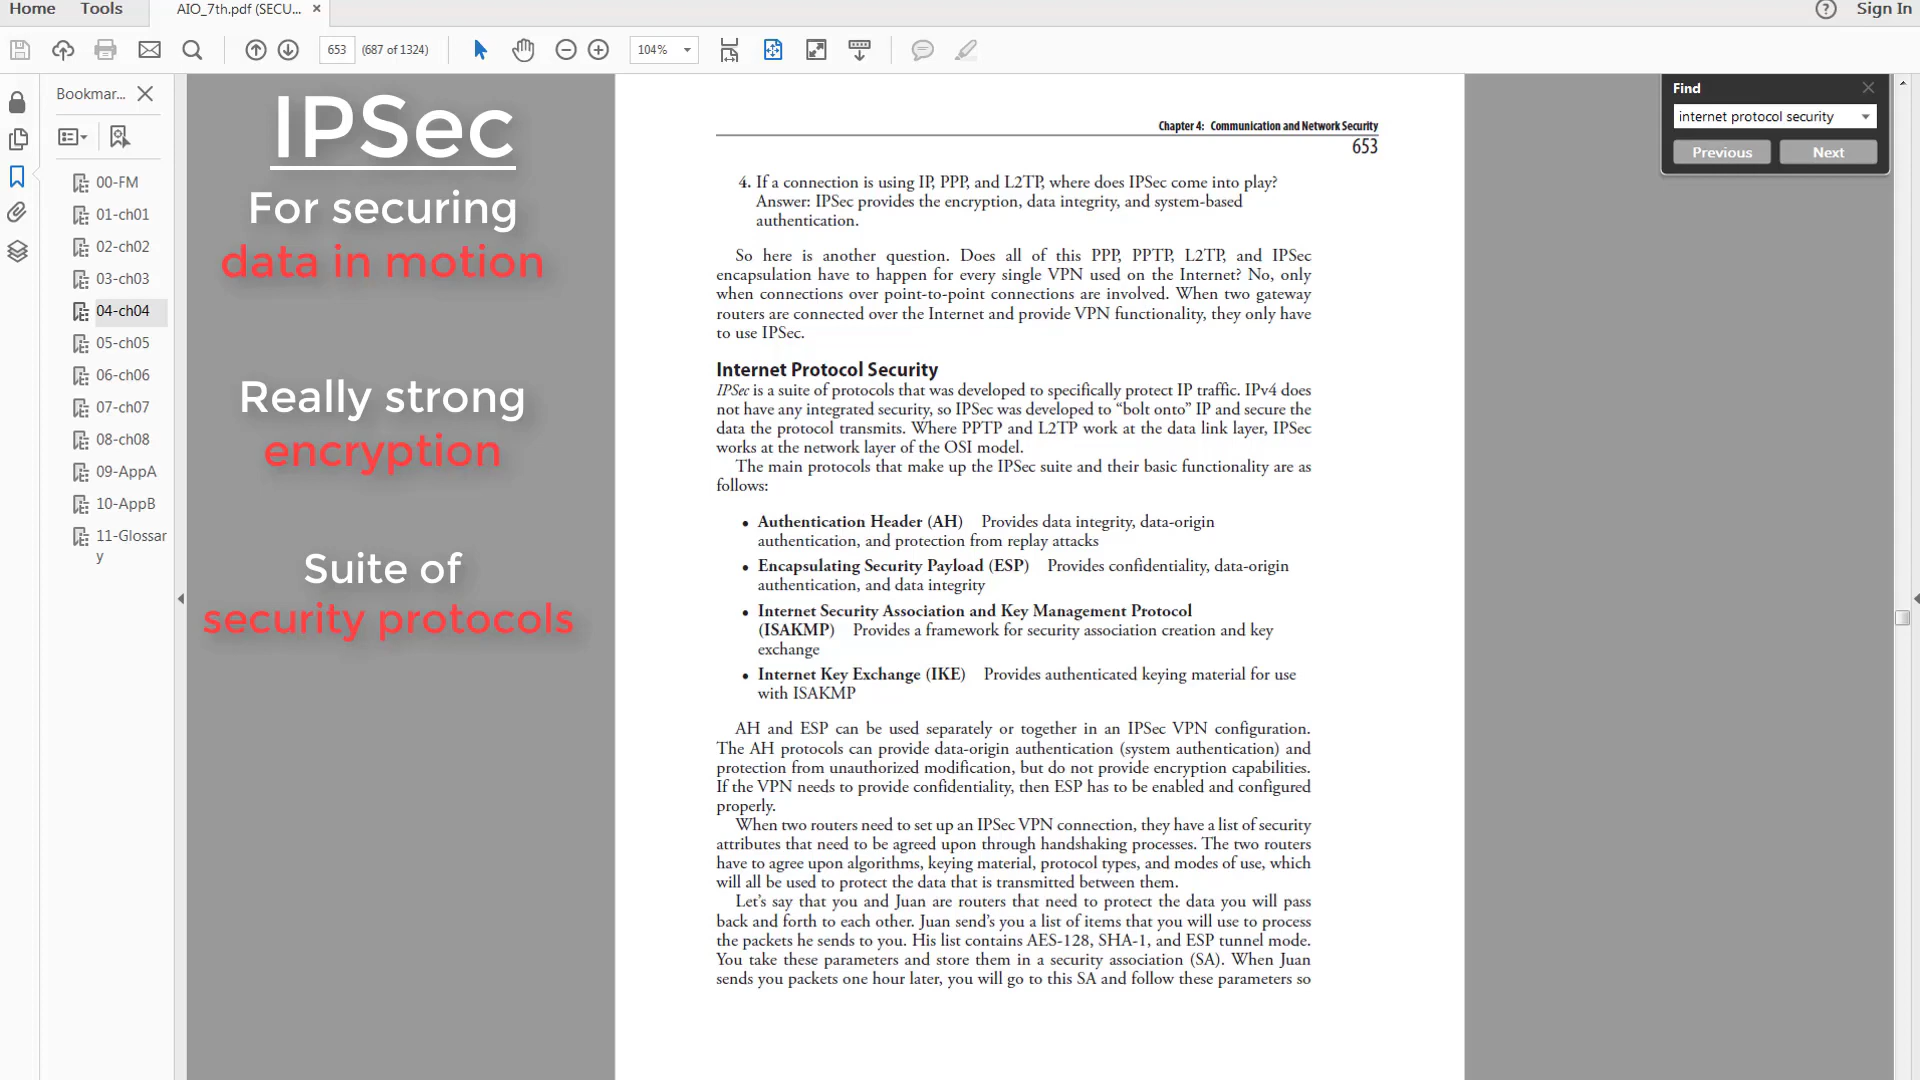 Home
Tools
AIO_7th.pdf (SECU...
Sign In
653
(687 of 1324)
104%
Bookmar...
00-FM
01-ch01
02-ch02
03-ch03
04-ch04
05-ch05
06-ch06
07-ch07
08-ch08
09-AppA
10-AppB
11-Glossar
y
IPSec
For securing
data in motion
Really strong
encryption
Suite of
security protocols
Chapter 4: Communication and Network Security
653
4. If a connection is using IP, PPP, and L2TP, where does IPSec come into play?
Answer: IPSec provides the encryption, data integrity, and system-based
authentication.
So here is another question. Does all of this PPP, PPTP, L2TP, and IPSec
encapsulation have to happen for every single VPN used on the Internet? No, only
when connections over point-to-point connections are involved. When two gateway
routers are connected over the Internet and provide VPN functionality, they only have
to use IPSec.
Internet Protocol Security
IPSec is a suite of protocols that was developed to specifically protect IP traffic. IPv4 does
not have any integrated security, so IPSec was developed to “bolt onto” IP and secure the
data the protocol transmits. Where PPTP and L2TP work at the data link layer, IPSec
works at the network layer of the OSI model.
The main protocols that make up the IPSec suite and their basic functionality are as
follows:
• Authentication Header (AH) Provides data integrity, data-origin
authentication, and protection from replay attacks
• Encapsulating Security Payload (ESP) Provides confidentiality, data-origin
authentication, and data integrity
• Internet Security Association and Key Management Protocol
(ISAKMP) Provides a framework for security association creation and key
exchange
• Internet Key Exchange (IKE) Provides authenticated keying material for use
with ISAKMP
AH and ESP can be used separately or together in an IPSec VPN configuration.
The AH protocols can provide data-origin authentication (system authentication) and
protection from unauthorized modification, but do not provide encryption capabilities.
If the VPN needs to provide confidentiality, then ESP has to be enabled and configured
properly.
When two routers need to set up an IPSec VPN connection, they have a list of security
attributes that need to be agreed upon through handshaking processes. The two routers
have to agree upon algorithms, keying material, protocol types, and modes of use, which
will all be used to protect the data that is transmitted between them.
Let’s say that you and Juan are routers that need to protect the data you will pass
back and forth to each other. Juan send’s you a list of items that you will use to process
the packets he sends to you. His list contains AES-128, SHA-1, and ESP tunnel mode.
You take these parameters and store them in a security association (SA). When Juan
sends you packets one hour later, you will go to this SA and follow these parameters so
Find
internet protocol security
Previous
Next